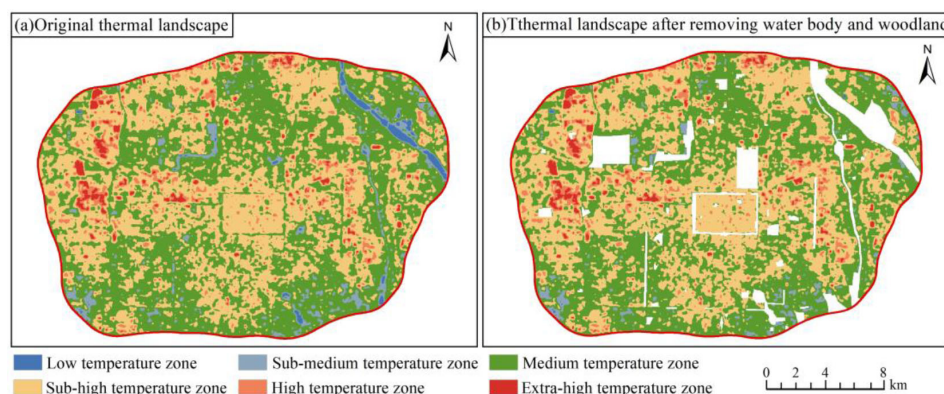 (a)Original thermal landscape
N
(b)Tthermal landscape after removing water body and woodland
N
Low temperature zone
Sub-medium temperature zone
Medium temperature zone
Sub-high temperature zone
High temperature zone
Extra-high temperature zone
0 2 4 8
km